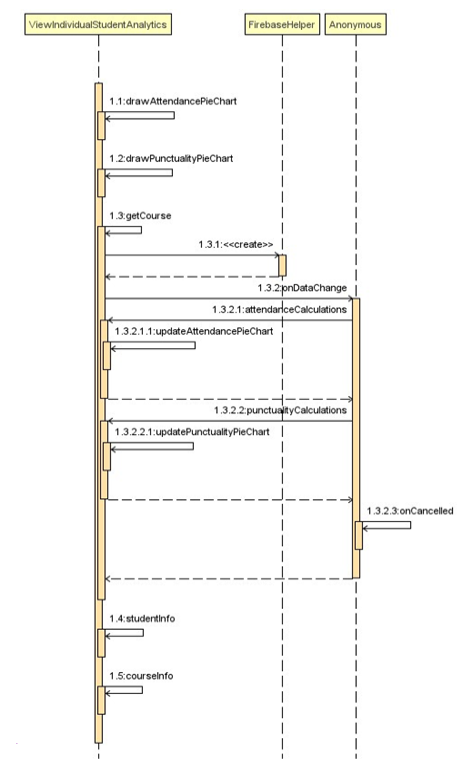 ViewIndividualStudentAnalytics FirebaseHelper Anonymous
1.1:drawAttendancePieChart
1.2:drawPunctualityPieChart
1.3:getCourse
1.3.1:<<create>>
1.3.2:onDataChange
1.3.2.1:attendanceCalculations
1.3.2.1.1:updateAttendancePieChart
1.3.2.2:punctualityCalculations
1.3.2.2.1:updatePunctualityPieChart
1.3.2.3:onCancelled
1.4:studentInfo
1.5:courseInfo